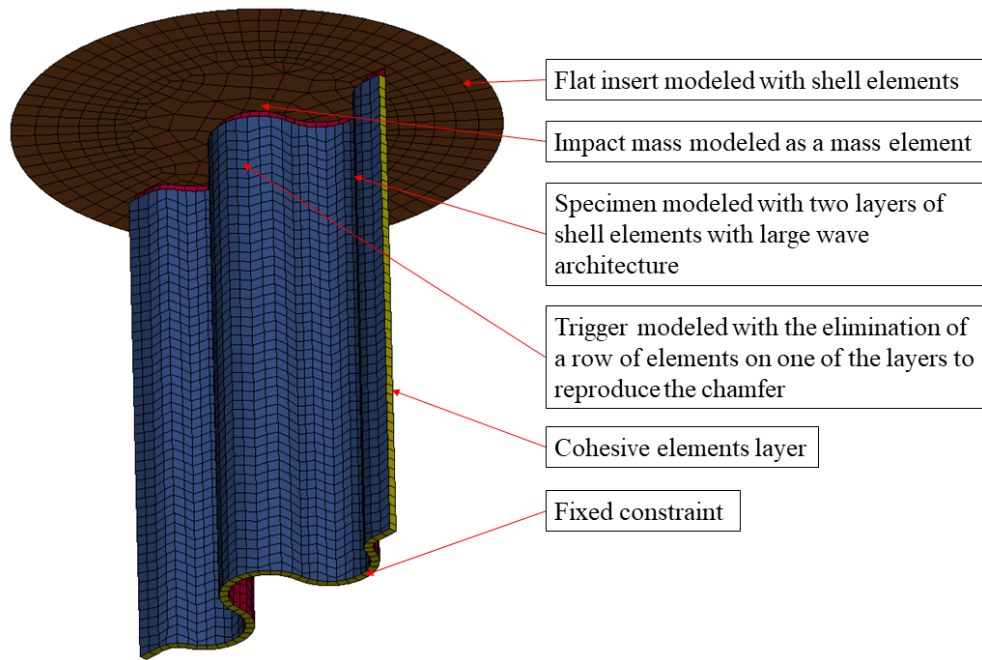 Flat insert modeled with shell elements
Impact mass modeled as a mass element
Specimen modeled with two layers of
shell elements with large wave
architecture
Trigger modeled with the elimination of
a row of elements on one of the layers to
reproduce the chamfer
Cohesive elements layer
Fixed constraint